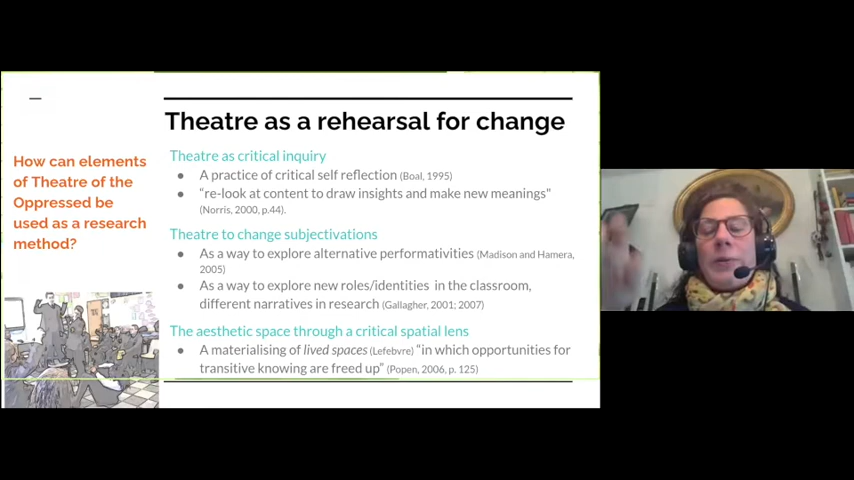 Theatre as a rehearsal for change
How can elements
of Theatre of the
Oppressed be
used as a research
method?
Theatre as critical inquiry
● A practice of critical self reflection (Boal, 1995)
● “re-look at content to draw insights and make new meanings"
(Norris, 2000, p.44).
Theatre to change subjectivations
● As a way to explore alternative performativities (Madison and Hamera,
2005)
● As a way to explore new roles/identities in the classroom,
different narratives in research (Gallagher, 2001; 2007)
The aesthetic space through a critical spatial lens
● A materialising of lived spaces (Lefebvre) “in which opportunities for
transitive knowing are freed up” (Popen, 2006, p. 125)